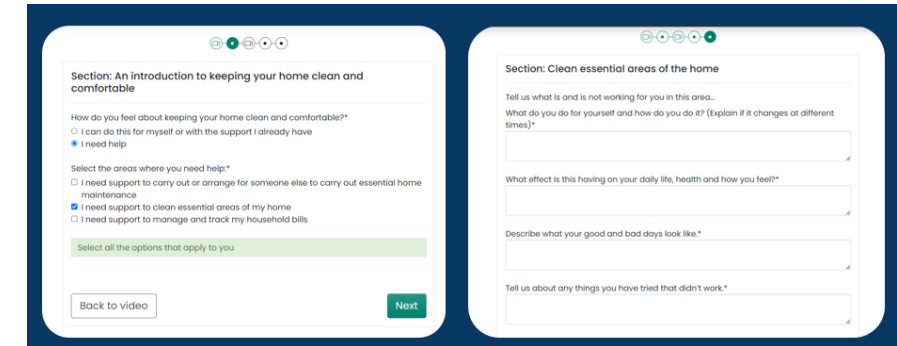 Section: An introduction to keeping your home clean and
comfortable
How do you feel about keeping your home clean and comfortable?*
I can do this for myself or with the support I already have
I need help
Select the areas where you need help:*
I need support to carry out or arrange for someone else to carry out essential home
maintenance
I need support to clean essential areas of my home
I need support to manage and track my household bills
Select all the options that apply to you
Back to video
Next
Section: Clean essential areas of the home
Tell us what is and is not working for you in this area...
What do you do for yourself and how do you do it? (Explain if it changes at different
times)*
What effect is this having on your daily life, health and how you feel?*
Describe what your good and bad days look like.*
Tell us about any things you have tried that didn't work.*